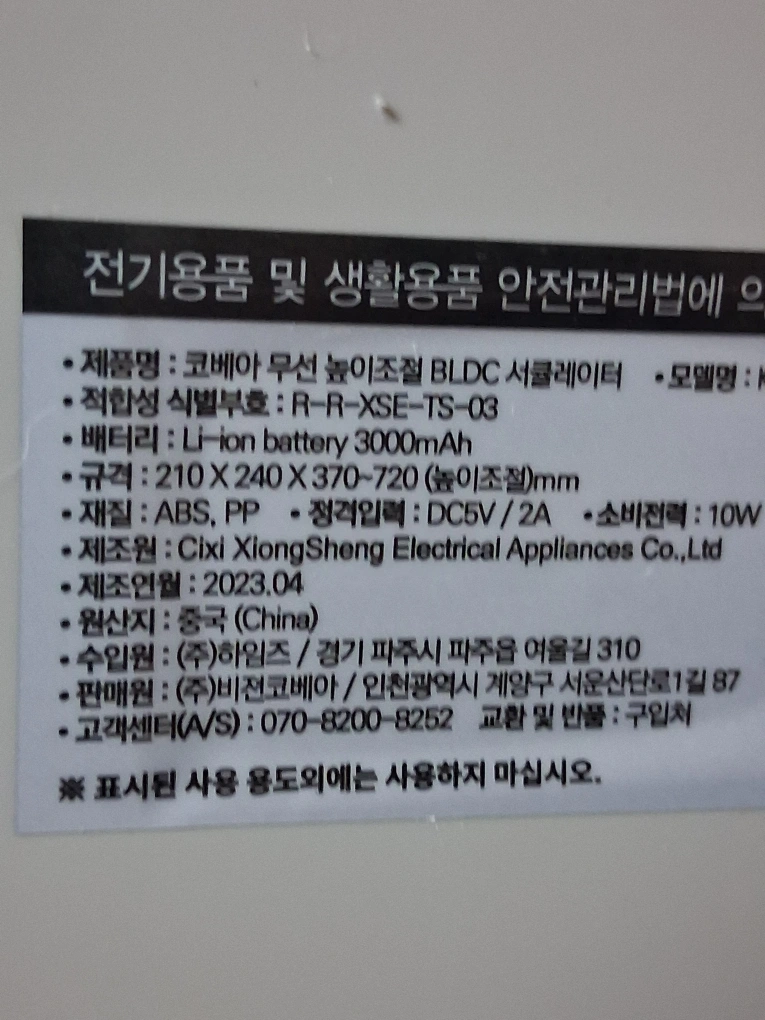 전기용품 및 생활용품 안전관리법에 의
• 제품명 : 코베아 무선 높이조절 BLDC 서큘레이터 • 모델명 :
• 적합성 식별부호 : R-R-XSE-TS-03
• 배터리 : Li-ion battery 3000mAh
• 규격 : 210 X 240 X 370~720 (높이조절)mm
• 재질 : ABS, PP • 정격입력 : DC5V / 2A • 소비전력 : 10W
• 제조원 : Cixi XiongSheng Electrical Appliances Co.,Ltd
• 제조연월 : 2023.04
• 원산지 : 중국 (China)
• 수입원 : (주)하임즈 / 경기 파주시 파주읍 여울길 310
• 판매원 : (주)비젼코베아 / 인천광역시 계양구 서운산단로1길 87
• 고객센터(A/S) : 070-8200-8252 교환 및 반품 : 구입처
※ 표시된 사용 용도외에는 사용하지 마십시오.